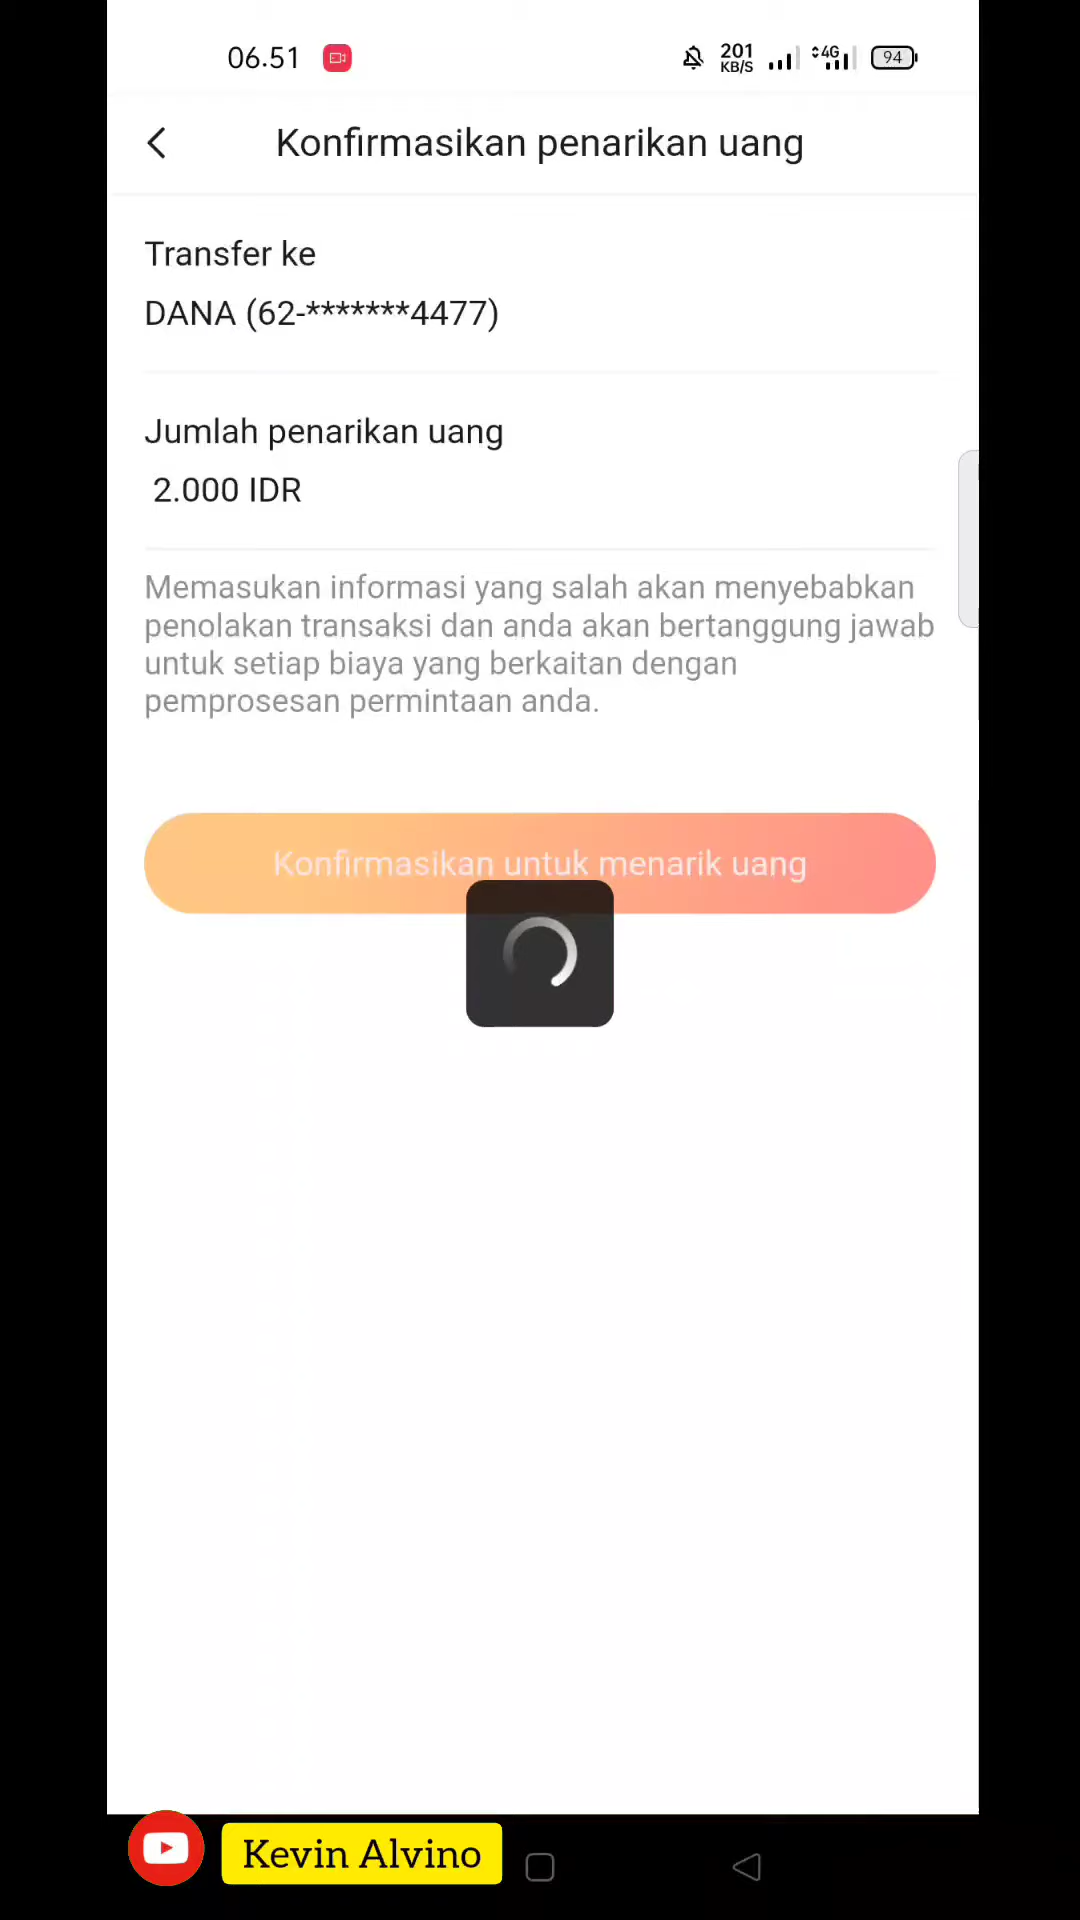 06.51
201
KB/S
4G
94
Konfirmasikan penarikan uang
Transfer ke
DANA (62-*******4477)
Jumlah penarikan uang
2.000 IDR
Memasukan informasi yang salah akan menyebabkan
penolakan transaksi dan anda akan bertanggung jawab
untuk setiap biaya yang berkaitan dengan
pemprosesan permintaan anda.
Konfirmasikan untuk menarik uang
Kevin Alvino